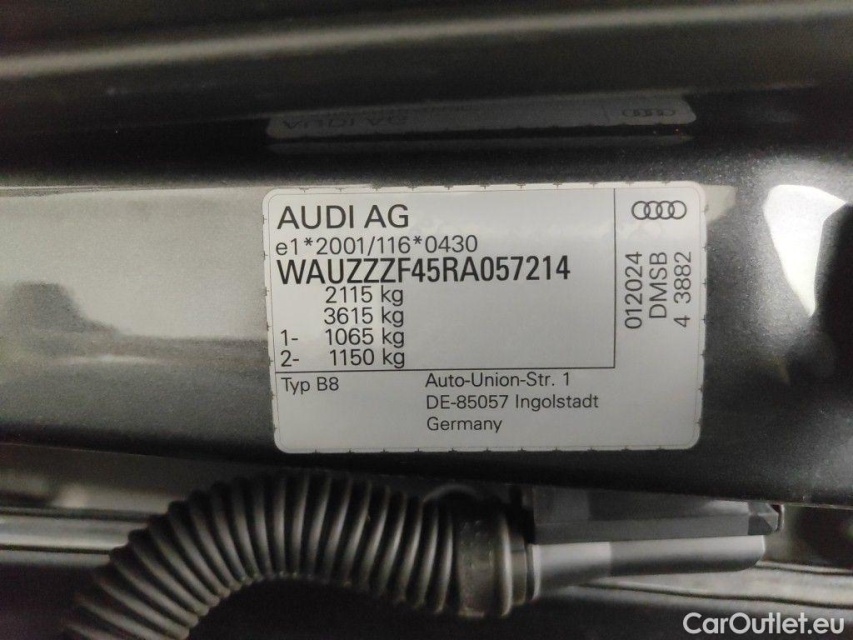 AUDI AG
e1*2001/116*0430
WAUZZZF45RA057214
2115 kg
3615 kg
1- 1065 kg
2- 1150 kg
012024
DMSB
4 3882
Typ B8
Auto-Union-Str. 1
DE-85057 Ingolstadt
Germany
CarOutlet.eu